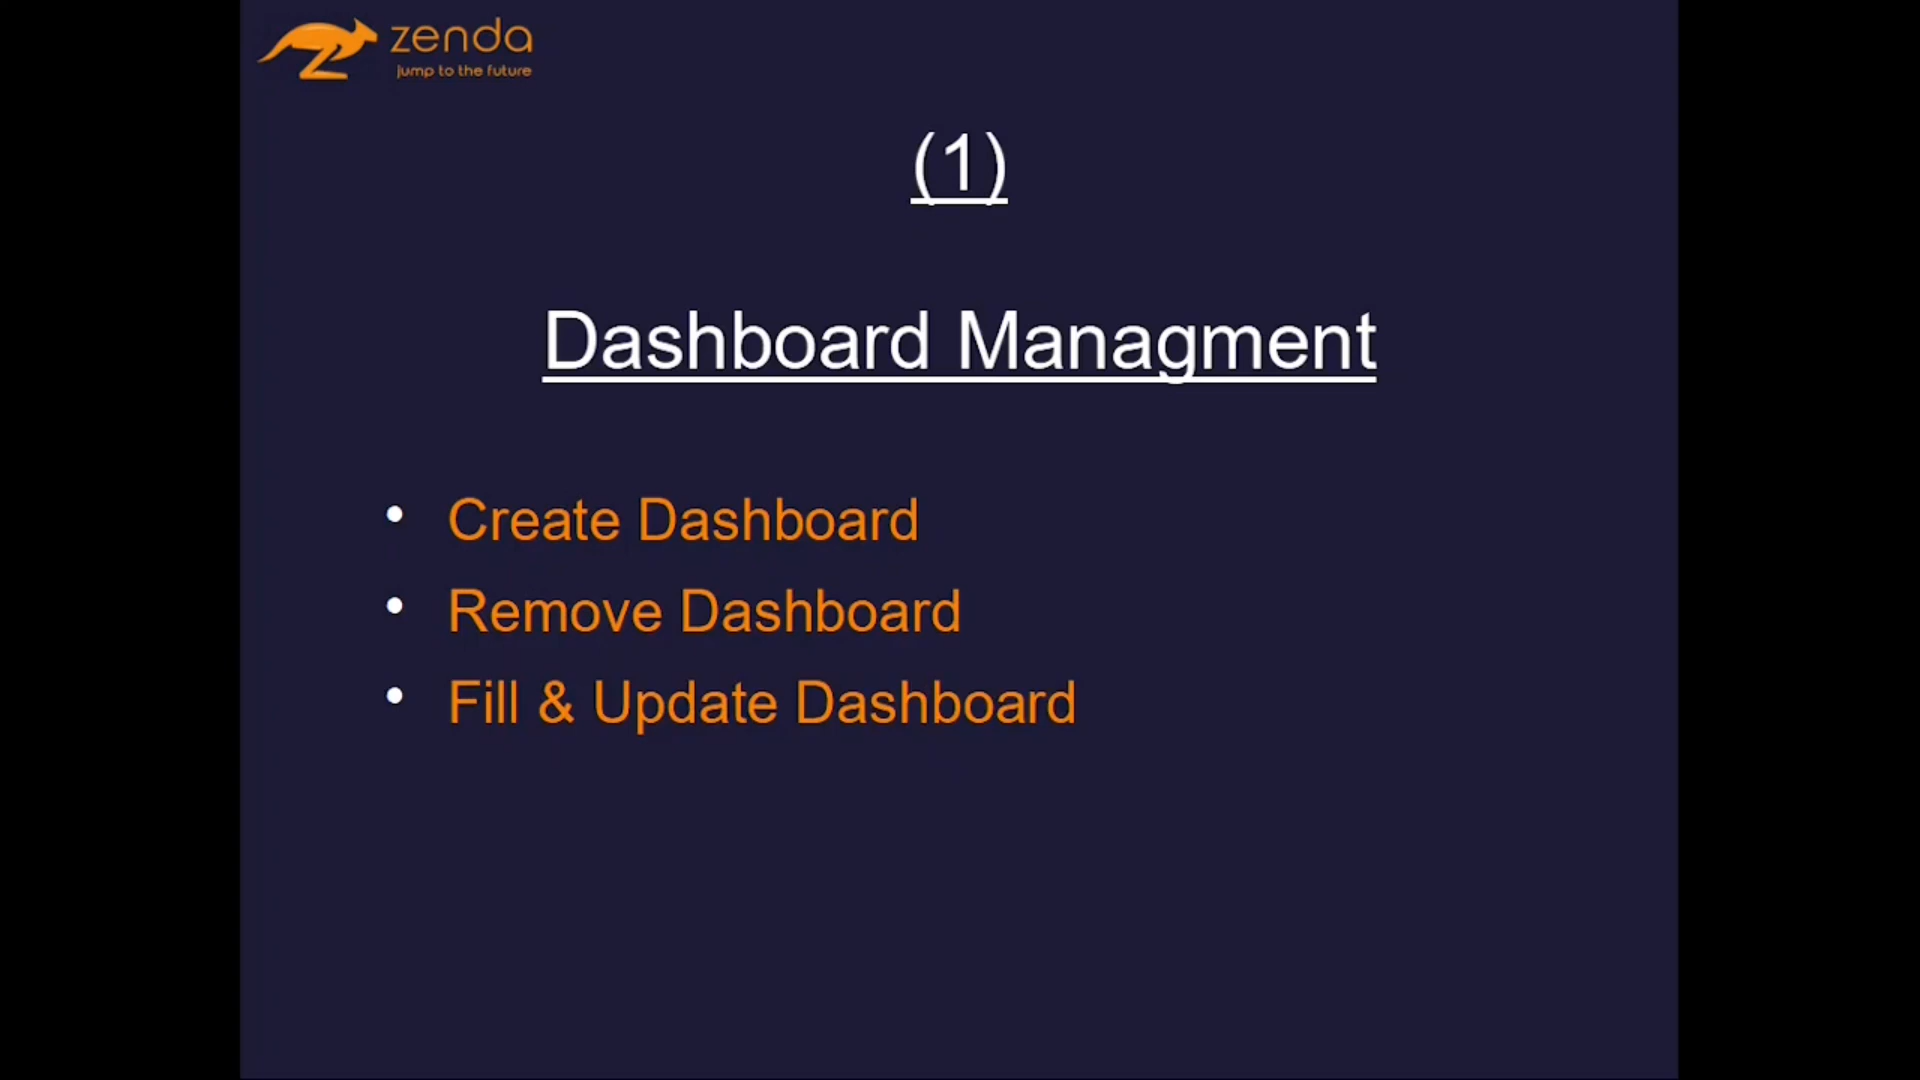 zenda
Jump to the future
(1)
Dashboard Managment
• Create Dashboard
• Remove Dashboard
• Fill & Update Dashboard